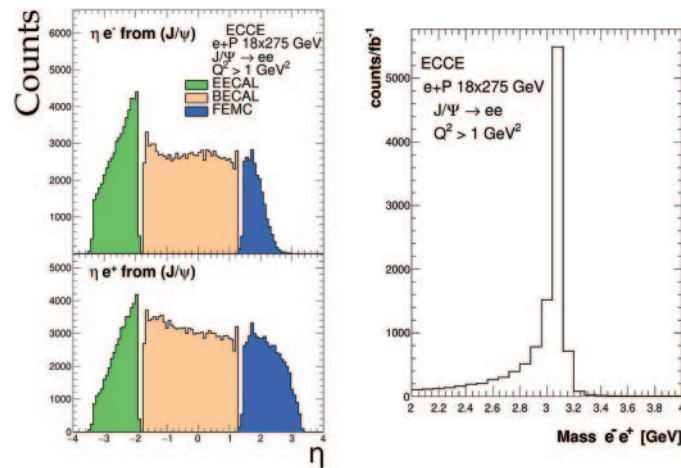 Counts
η e⁻ from (J/ψ)
ECCE
e+P 18x275 GeV
J/Ψ → ee
Q² > 1 GeV²
EECAL
BECAL
FEMC
6000
5000
4000
3000
2000
1000
0
η e⁺ from (J/ψ)
5000
4000
3000
2000
1000
0
−4 −3 −2 −1 0 1 2 3 4
η
counts/fb⁻¹
ECCE
e+P 18x275 GeV
J/Ψ → ee
Q² > 1 GeV²
5000
4000
3000
2000
1000
0
2 2.2 2.4 2.6 2.8 3 3.2 3.4 3.6 3.8 4
Mass e⁻e⁺ [GeV]